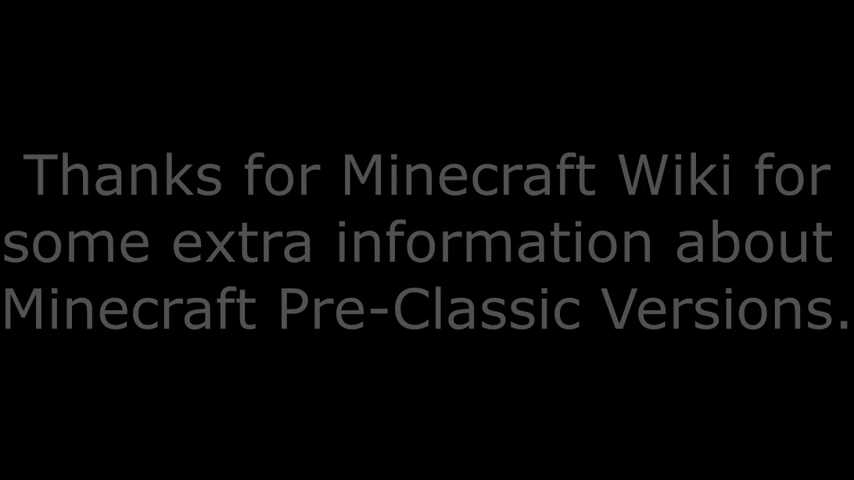 Thanks for Minecraft Wiki for
some extra information about
Minecraft Pre-Classic Versions.